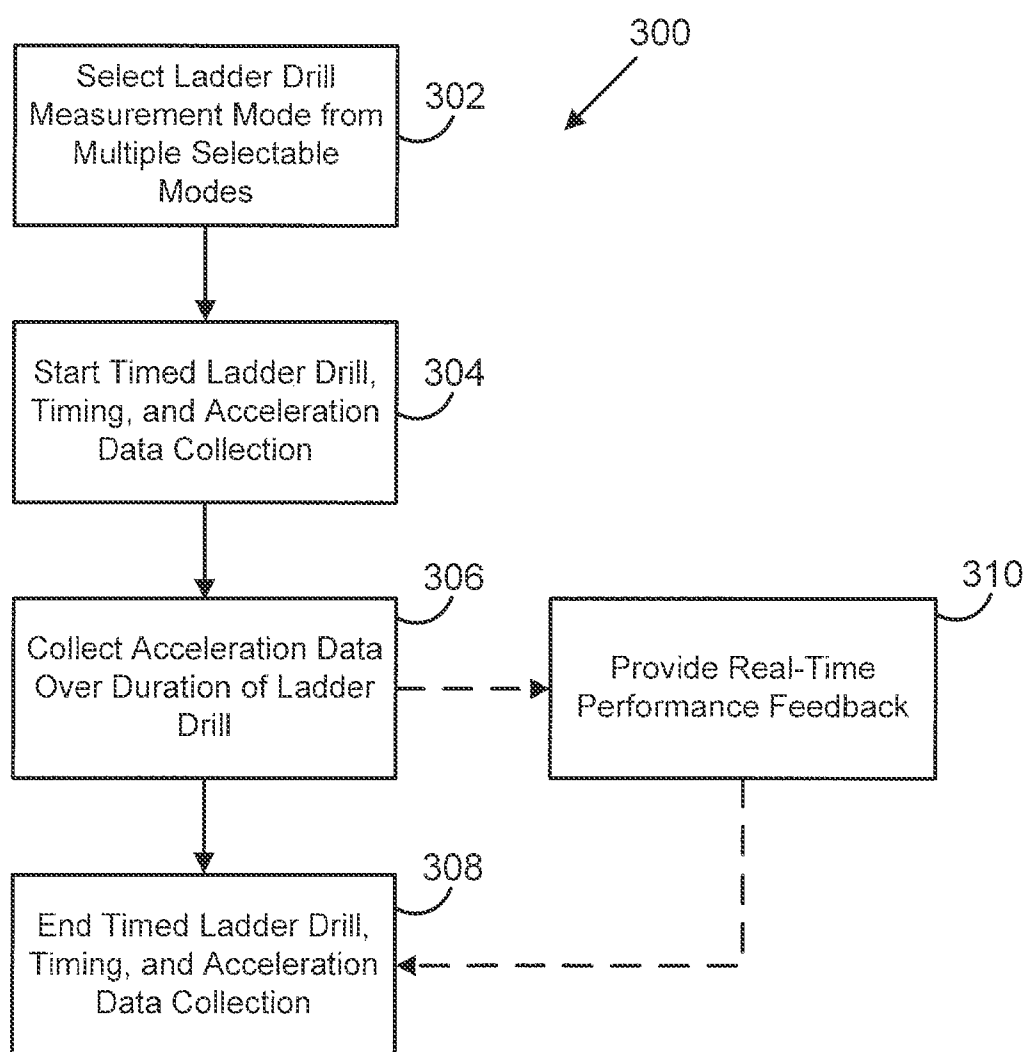 300
Select Ladder Drill
Measurement Mode from
Multiple Selectable
Modes
302
Start Timed Ladder Drill,
Timing, and Acceleration
Data Collection
304
Collect Acceleration Data
Over Duration of Ladder
Drill
306
Provide Real-Time
Performance Feedback
310
End Timed Ladder Drill,
Timing, and Acceleration
Data Collection
308